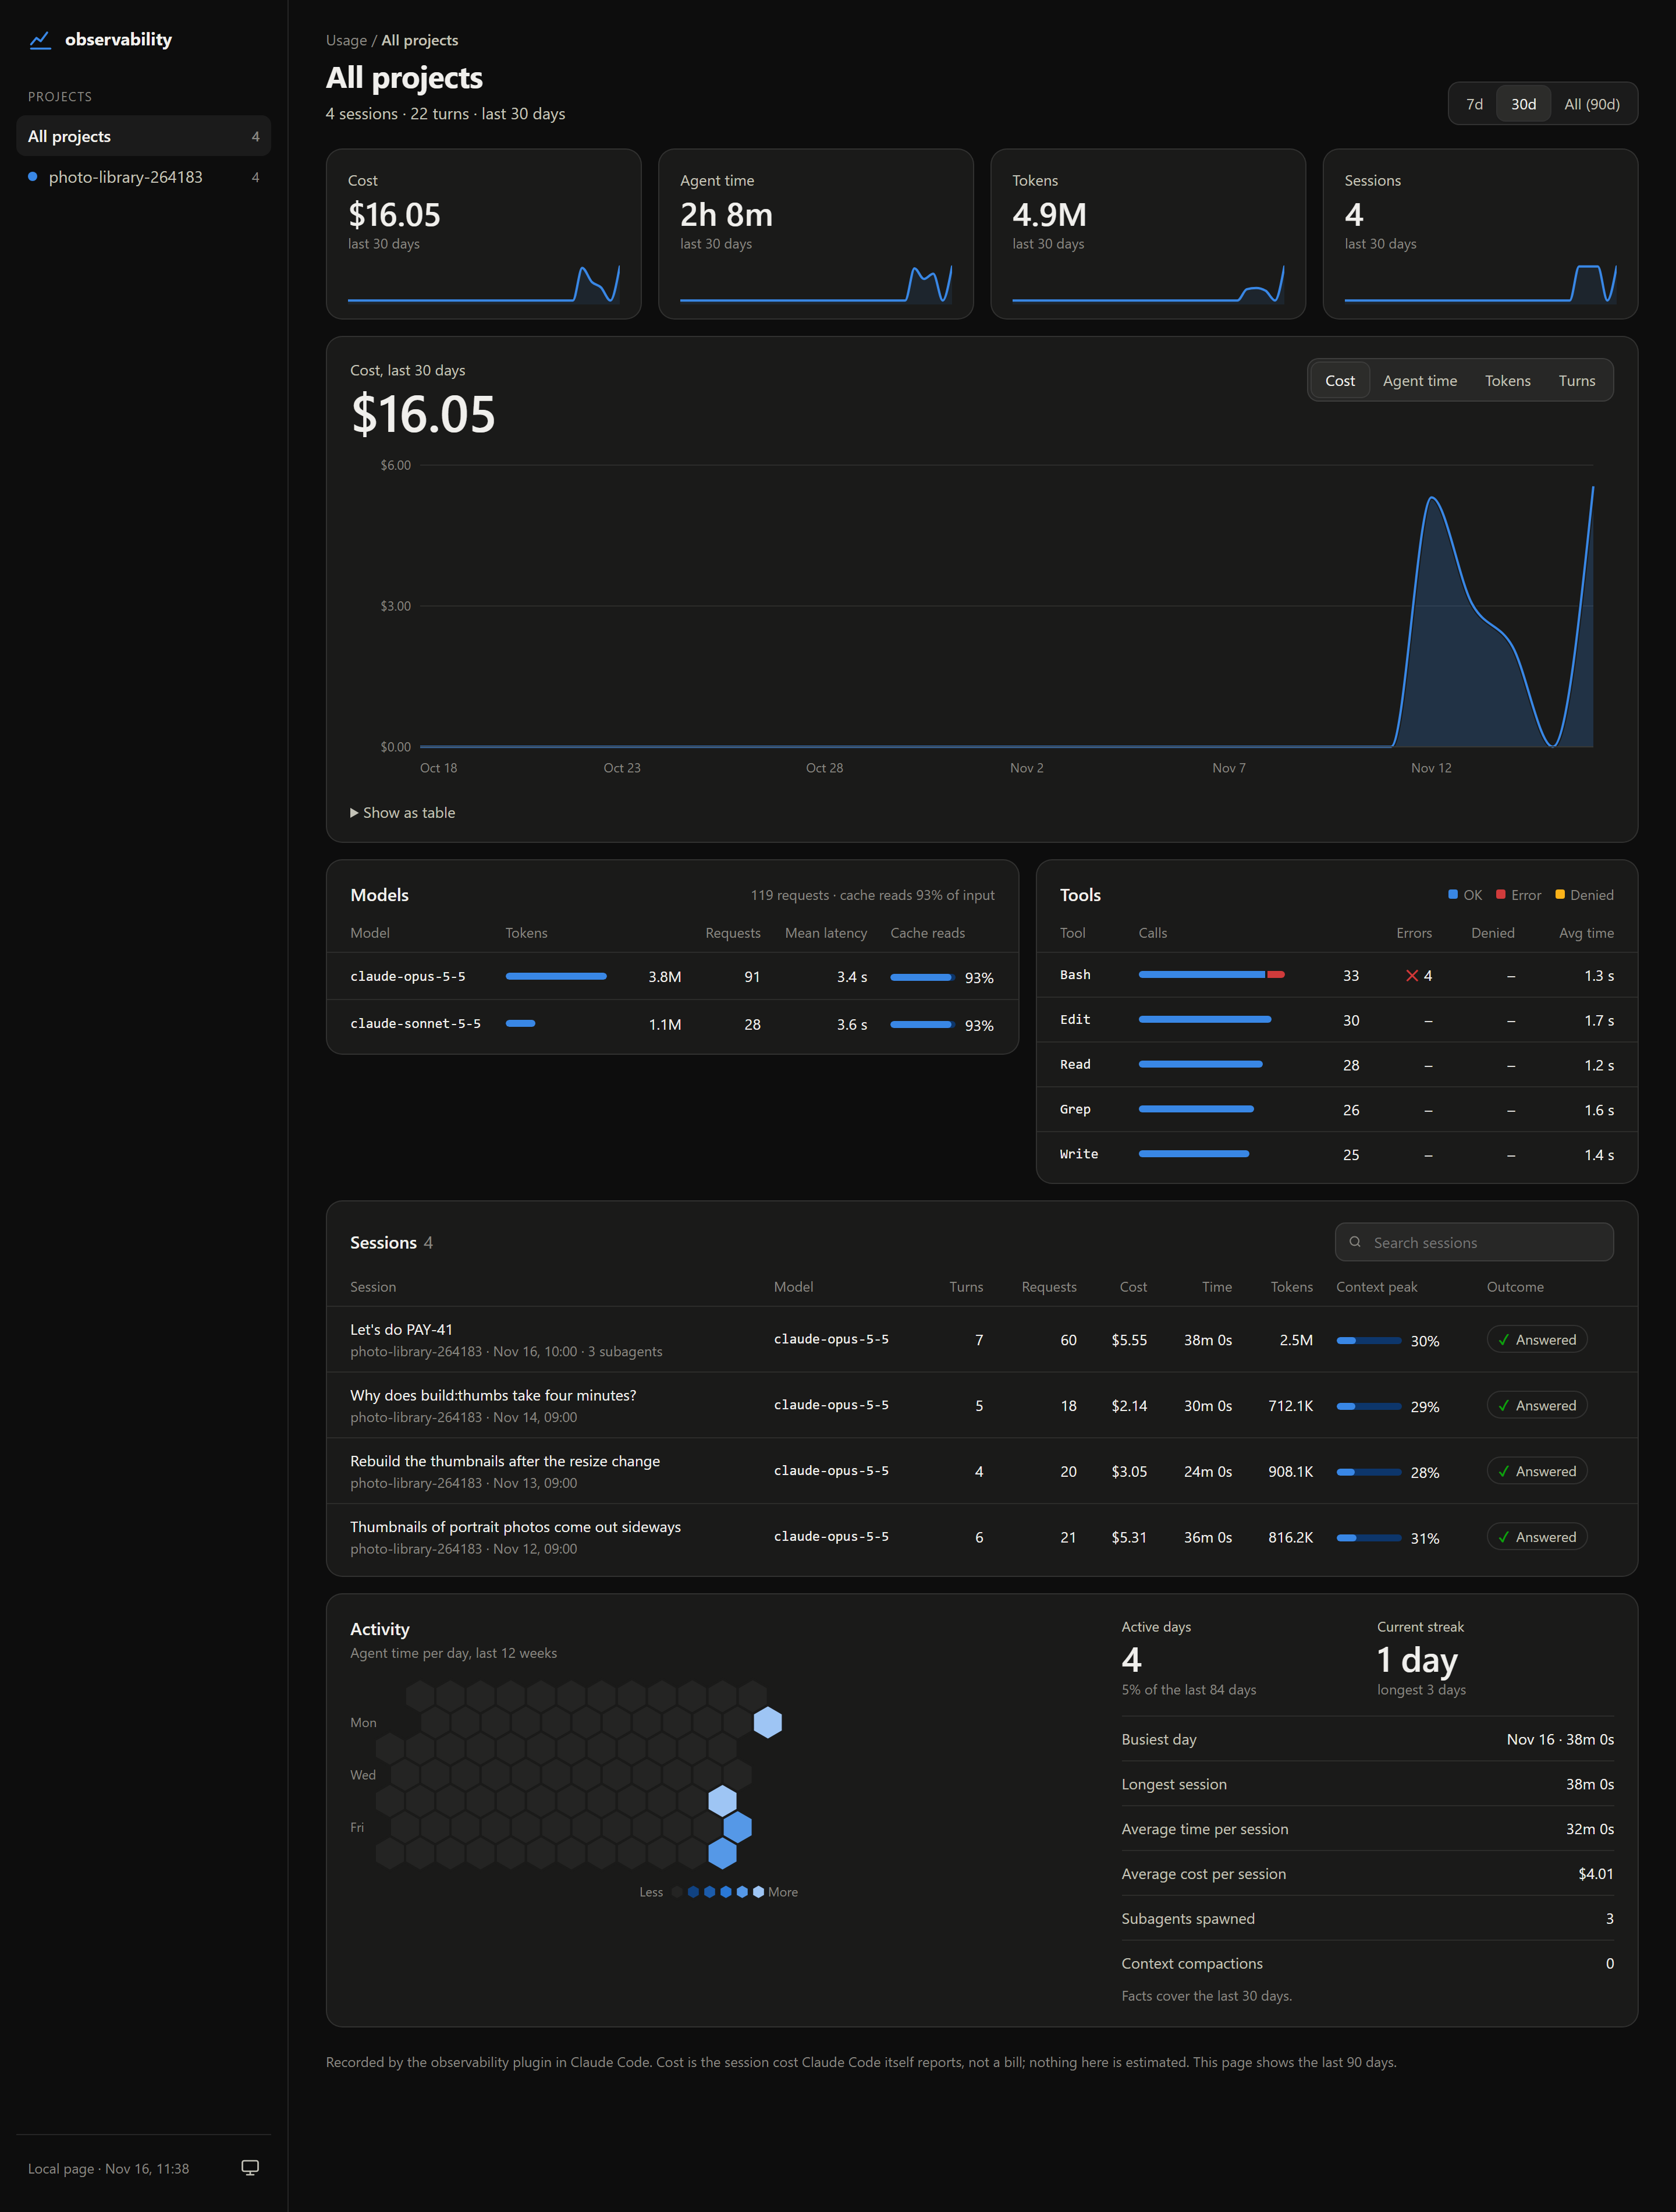 observability
PROJECTS
All projects 4
photo-library-264183 4
Local page · Nov 16, 11:38
Usage / All projects
All projects
4 sessions · 22 turns · last 30 days
7d 30d All (90d)
Cost
$16.05
last 30 days
Agent time
2h 8m
last 30 days
Tokens
4.9M
last 30 days
Sessions
4
last 30 days
Cost, last 30 days
$16.05
Cost Agent time Tokens Turns
$6.00
$3.00
$0.00
Oct 18 Oct 23 Oct 28 Nov 2 Nov 7 Nov 12
Show as table
Models 119 requests · cache reads 93% of input
Model Tokens Requests Mean latency Cache reads
claude-opus-5-5 3.8M 91 3.4 s 93%
claude-sonnet-5-5 1.1M 28 3.6 s 93%
Tools OK Error Denied
Tool Calls Errors Denied Avg time
Bash 33 4 – 1.3 s
Edit 30 – – 1.7 s
Read 28 – – 1.2 s
Grep 26 – – 1.6 s
Write 25 – – 1.4 s
Sessions 4 Search sessions
Session Model Turns Requests Cost Time Tokens Context peak Outcome
Let's do PAY-41
photo-library-264183 · Nov 16, 10:00 · 3 subagents
claude-opus-5-5 7 60 $5.55 38m 0s 2.5M 30% ✓ Answered
Why does build:thumbs take four minutes?
photo-library-264183 · Nov 14, 09:00
claude-opus-5-5 5 18 $2.14 30m 0s 712.1K 29% ✓ Answered
Rebuild the thumbnails after the resize change
photo-library-264183 · Nov 13, 09:00
claude-opus-5-5 4 20 $3.05 24m 0s 908.1K 28% ✓ Answered
Thumbnails of portrait photos come out sideways
photo-library-264183 · Nov 12, 09:00
claude-opus-5-5 6 21 $5.31 36m 0s 816.2K 31% ✓ Answered
Activity
Agent time per day, last 12 weeks
Mon
Wed
Fri
Less More
Active days
4
5% of the last 84 days
Current streak
1 day
longest 3 days
Busiest day Nov 16 · 38m 0s
Longest session 38m 0s
Average time per session 32m 0s
Average cost per session $4.01
Subagents spawned 3
Context compactions 0
Facts cover the last 30 days.
Recorded by the observability plugin in Claude Code. Cost is the session cost Claude Code itself reports, not a bill; nothing here is estimated. This page shows the last 90 days.